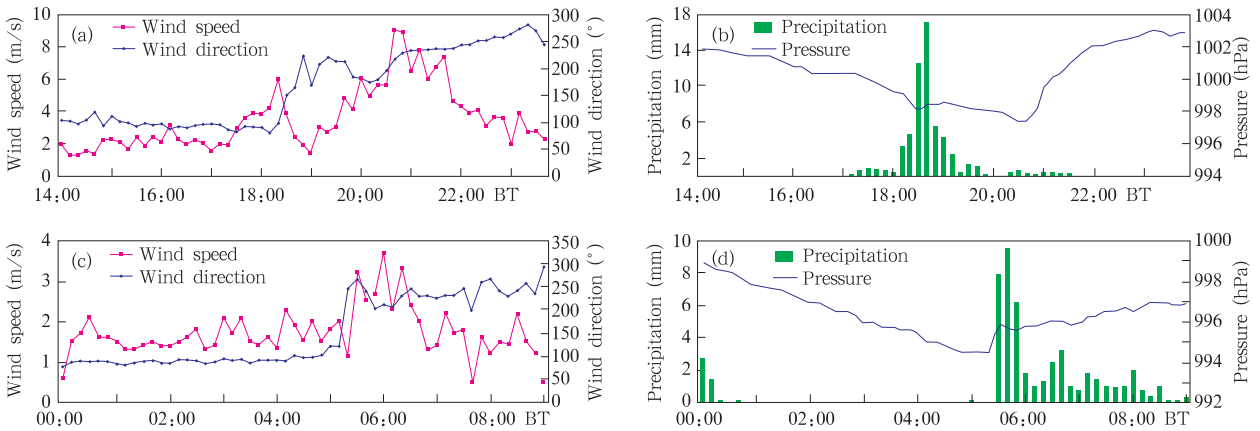 10
8
6
4
2
0
Wind speed (m/s)
(a)
Wind speed
Wind direction
300
250
200
150
100
50
0
Wind direction (°)
14:00
16:00
18:00
20:00
22:00
BT
18
14
10
6
2
Precipitation (mm)
(b)
Precipitation
Pressure
1004
1002
1000
998
996
994
Pressure (hPa)
14:00
16:00
18:00
20:00
22:00
BT
4
3
2
1
0
Wind speed (m/s)
(c)
Wind speed
Wind direction
350
300
250
200
150
100
50
0
Wind direction (°)
00:00
02:00
04:00
06:00
08:00
BT
10
8
6
4
2
0
Precipitation (mm)
(d)
Precipitation
Pressure
1000
998
996
994
992
Pressure (hPa)
00:00
02:00
04:00
06:00
08:00
BT